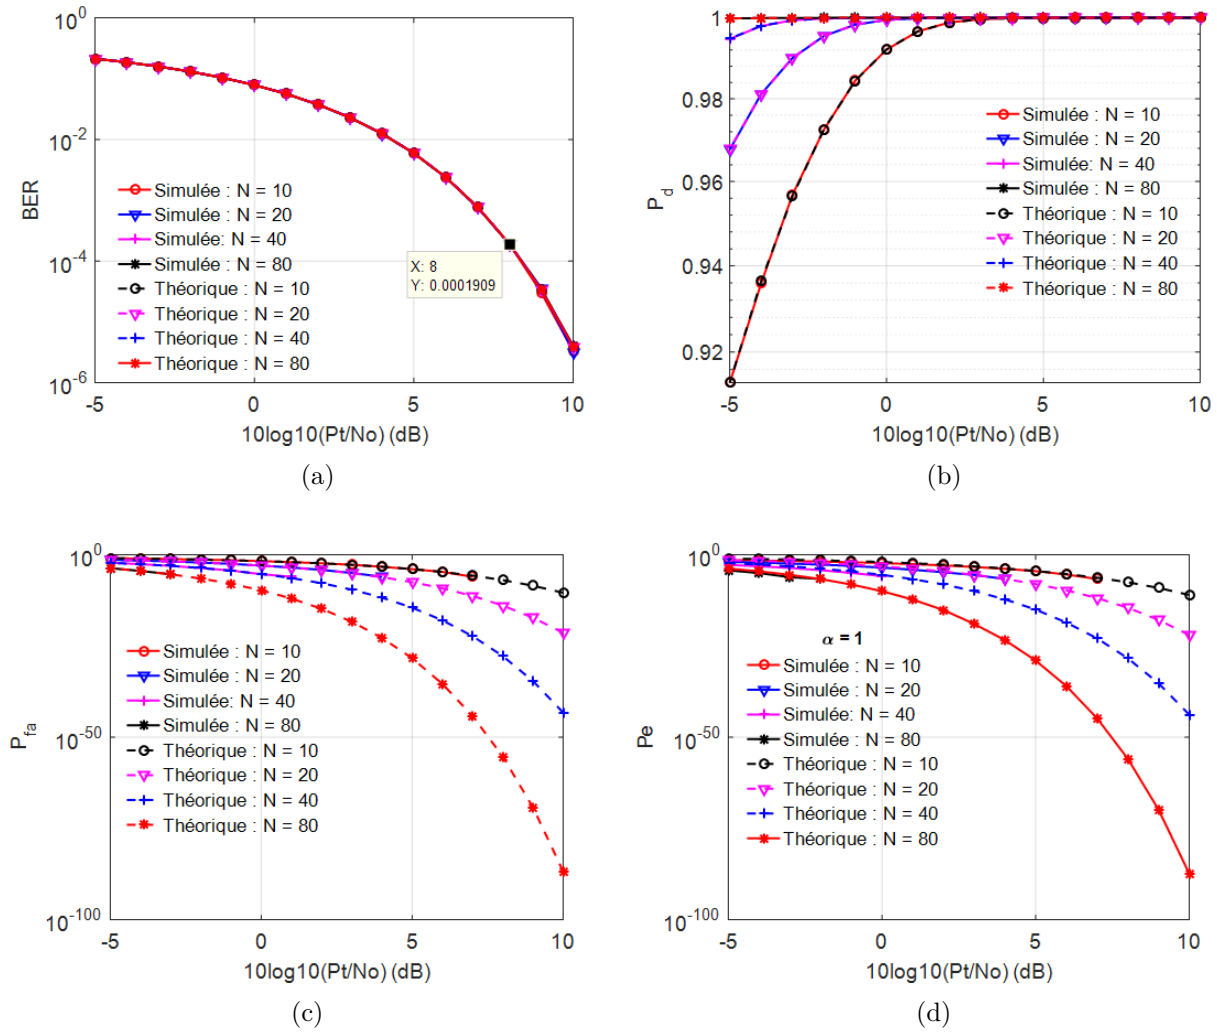 10^0
10^-2
10^-4
10^-6
BER
Simulée : N = 10
Simulée : N = 20
Simulée: N = 40
Simulée : N = 80
Théorique : N = 10
Théorique : N = 20
Théorique : N = 40
Théorique : N = 80
X: 8
Y: 0.0001909
-5 0 5 10
10log10(Pt/No) (dB)
(a)
1
0.98
0.96
0.94
0.92
P_d
Simulée : N = 10
Simulée : N = 20
Simulée: N = 40
Simulée : N = 80
Théorique : N = 10
Théorique : N = 20
Théorique : N = 40
Théorique : N = 80
-5 0 5 10
10log10(Pt/No) (dB)
(b)
10^0
10^-50
10^-100
P_fa
Simulée : N = 10
Simulée : N = 20
Simulée: N = 40
Simulée : N = 80
Théorique : N = 10
Théorique : N = 20
Théorique : N = 40
Théorique : N = 80
-5 0 5 10
10log10(Pt/No) (dB)
(c)
10^0
10^-50
10^-100
Pe
α = 1
Simulée : N = 10
Simulée : N = 20
Simulée: N = 40
Simulée : N = 80
Théorique : N = 10
Théorique : N = 20
Théorique : N = 40
Théorique : N = 80
-5 0 5 10
10log10(Pt/No) (dB)
(d)